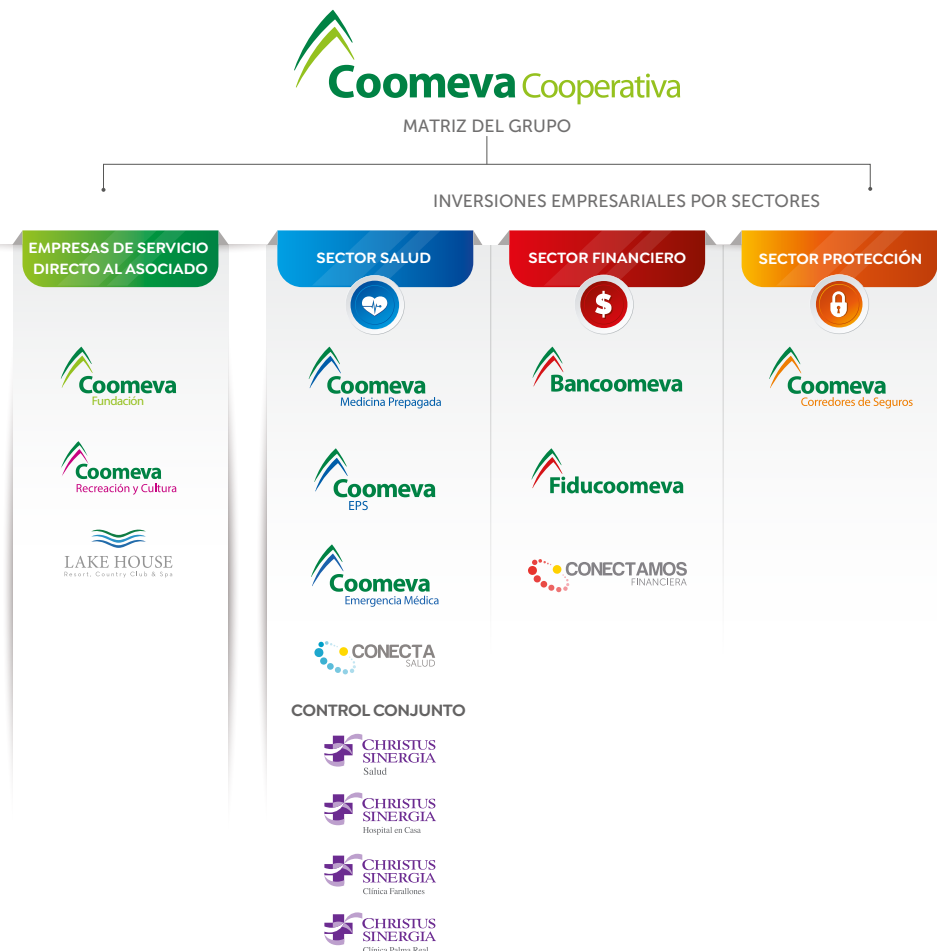 Coomeva Cooperativa
MATRIZ DEL GRUPO
INVERSIONES EMPRESARIALES POR SECTORES
EMPRESAS DE SERVICIO
DIRECTO AL ASOCIADO
Coomeva
Fundación
Coomeva
Recreación y Cultura
LAKE HOUSE
Resort, Country Club & Spa
SECTOR SALUD
Coomeva
Medicina Prepagada
Coomeva
EPS
Coomeva
Emergencia Médica
CONECTA
SALUD
CONTROL CONJUNTO
CHRISTUS
SINERGIA
Salud
CHRISTUS
SINERGIA
Hospital en Casa
CHRISTUS
SINERGIA
Clínica Farallones
CHRISTUS
SINERGIA
Clínica Palma Real
SECTOR FINANCIERO
$
Bancoomeva
Fiducoomeva
CONECTAMOS
FINANCIERA
SECTOR PROTECCIÓN
Coomeva
Corredores de Seguros